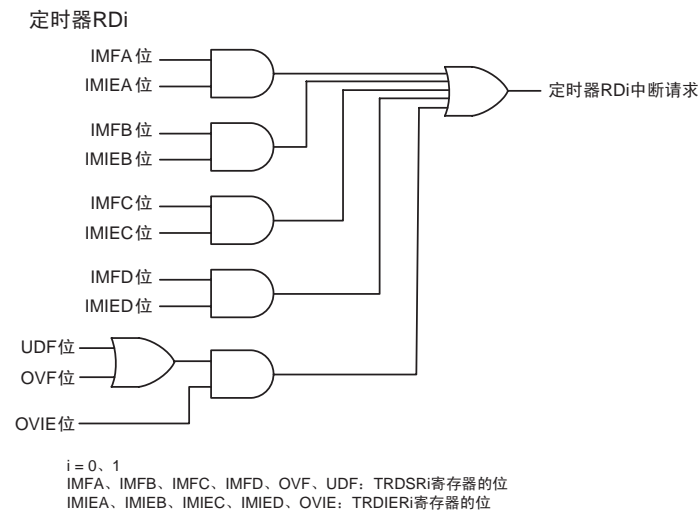 定时器RDi
IMFA位
IMIEA位
IMFB位
IMIEB位
IMFC位
IMIEC位
IMFD位
IMIED位
UDF位
OVF位
OVIE位
定时器RDi中断请求
i = 0、1
IMFA、IMFB、IMFC、IMFD、OVF、UDF：TRDSRi寄存器的位
IMIEA、IMIEB、IMIEC、IMIED、OVIE：TRDIERi寄存器的位